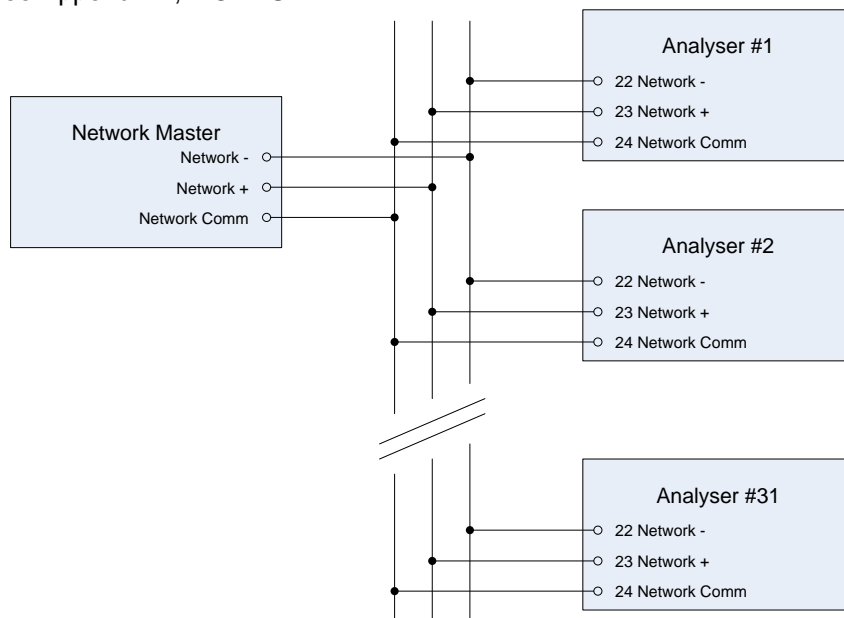 Network Master
Network -
Network +
Network Comm
Analyser #1
22 Network -
23 Network +
24 Network Comm
Analyser #2
22 Network -
23 Network +
24 Network Comm
Analyser #31
22 Network -
23 Network +
24 Network Comm